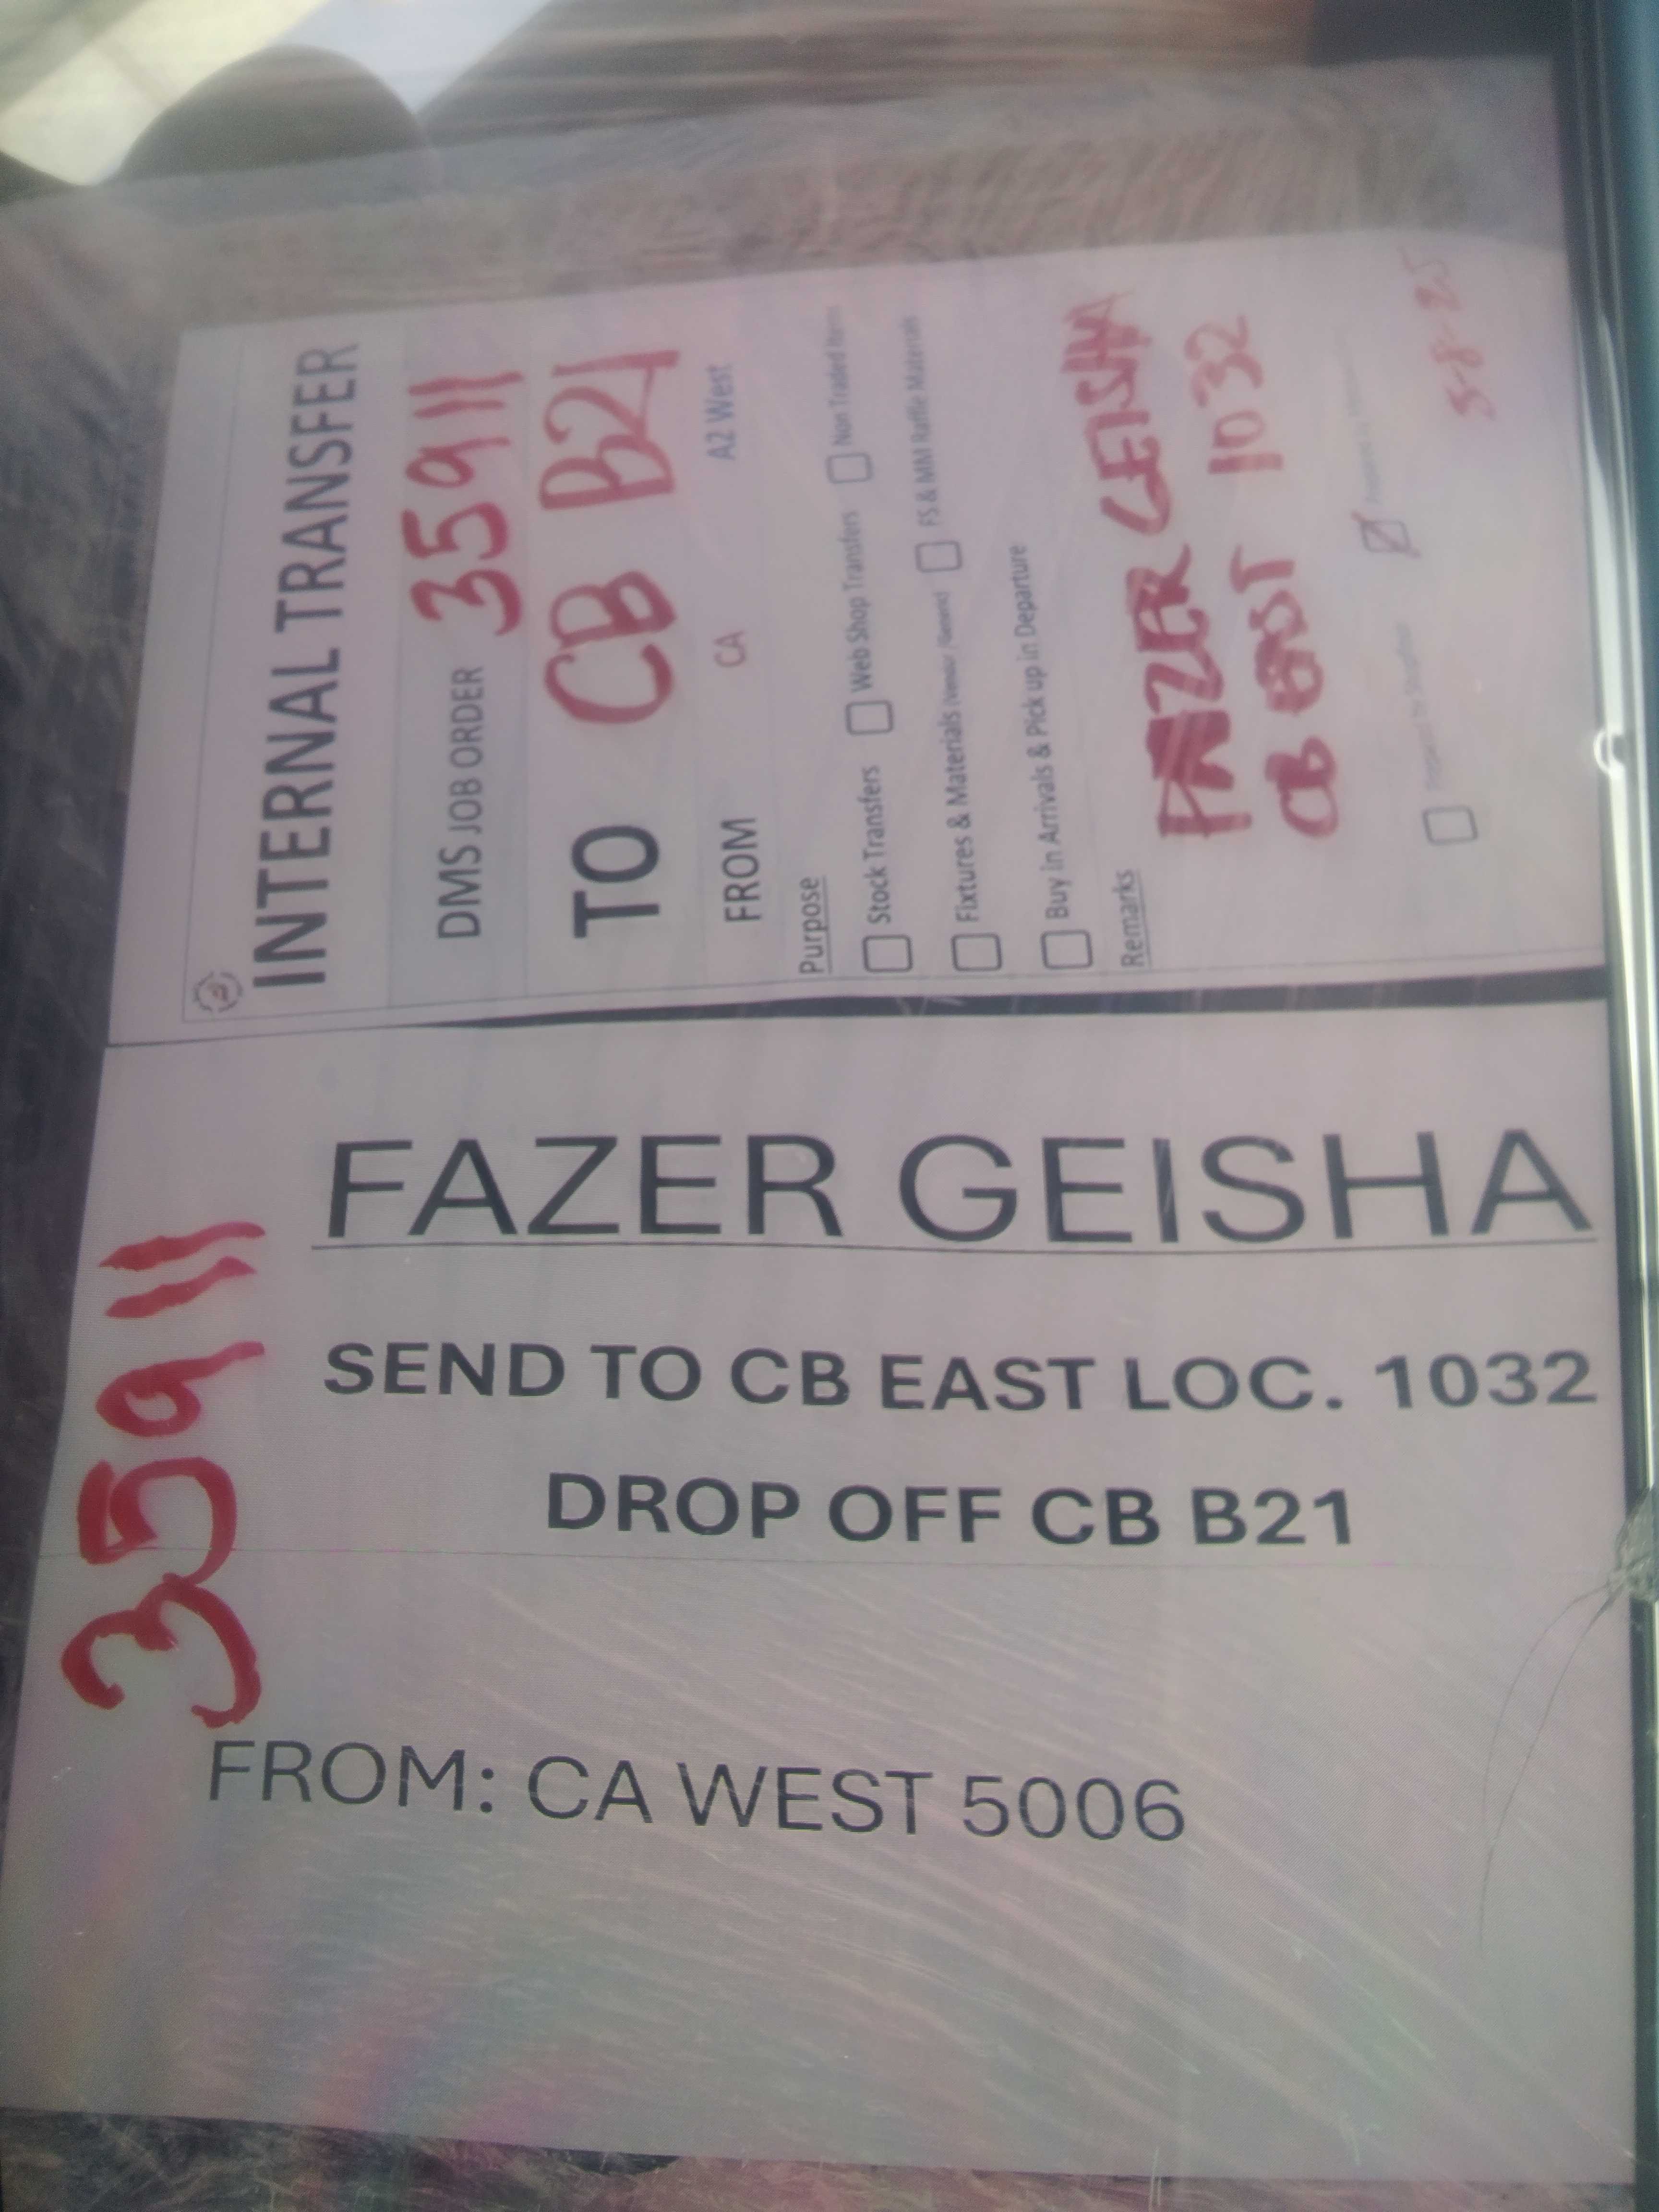 35911
FAZER GEISHA
SEND TO CB EAST LOC. 1032
DROP OFF CB B21
FROM: CA WEST 5006
INTERNAL TRANSFER
DMS JOB ORDER 35911
TO CB B21
FROM CA A2 West
Purpose
Stock Transfers Web Shop Transfers Non Traded Items
Fixtures & Materials FS & MM Raffle Materials
Buy in Arrivals & Pick up in Departure
Remarks
FAZER GEISHA
CB EAST 1032